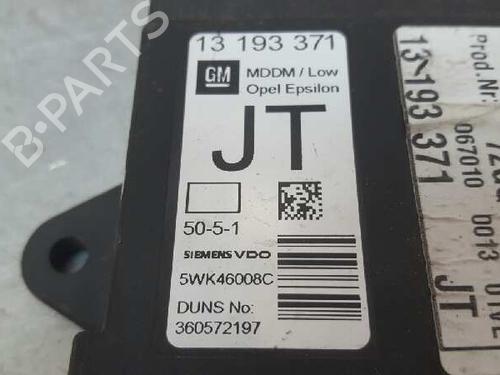 13 193 371
GM
MDDM / Low
Opel Epsilon
JT
50-5-1
SIEMENS VDO
5WK46008C
DUNS No:
360572197
Prod.Nr:
13 193 371
067010 0013
JT